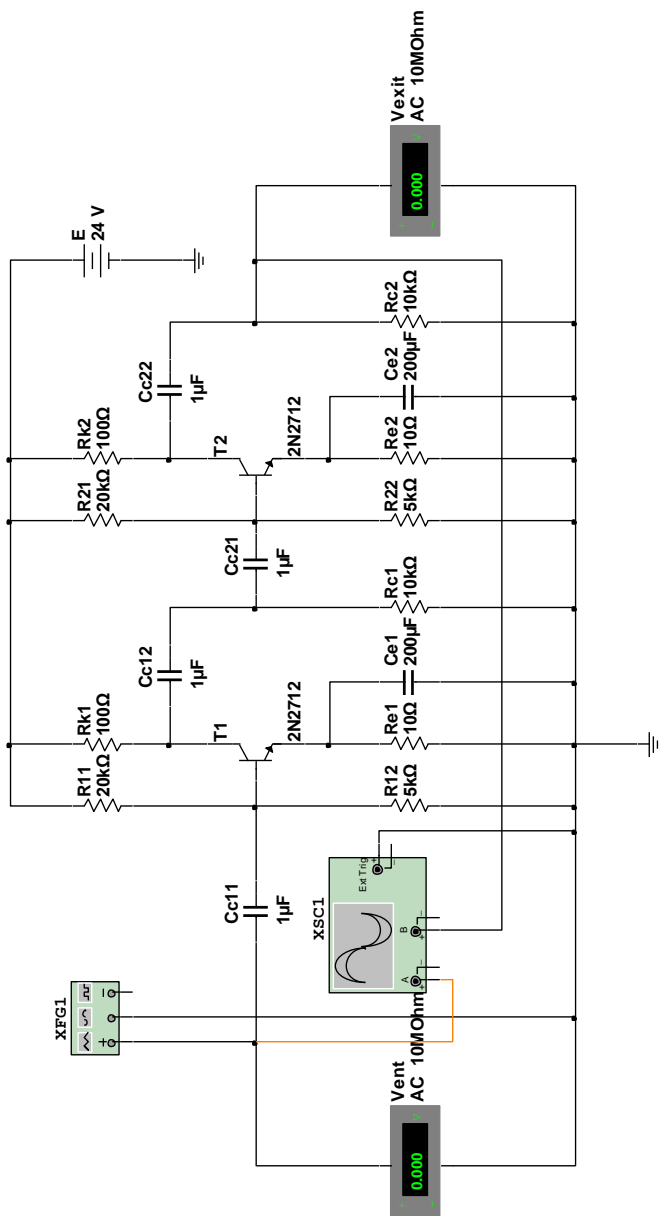 XFG1
+
−
Vent
AC 10MOhm
0.000
XSC1
A
B
Ext Trig
+
−
Cc11
1µF
R11
20kΩ
R12
5kΩ
Rk1
100Ω
T1
2N2712
Re1
10Ω
Ce1
200µF
Cc12
1µF
Rc1
10kΩ
Cc21
1µF
R21
20kΩ
R22
5kΩ
Rk2
100Ω
T2
2N2712
Re2
10Ω
Ce2
200µF
Cc22
1µF
Rc2
10kΩ
E
24 V
Vexit
AC 10MOhm
0.000